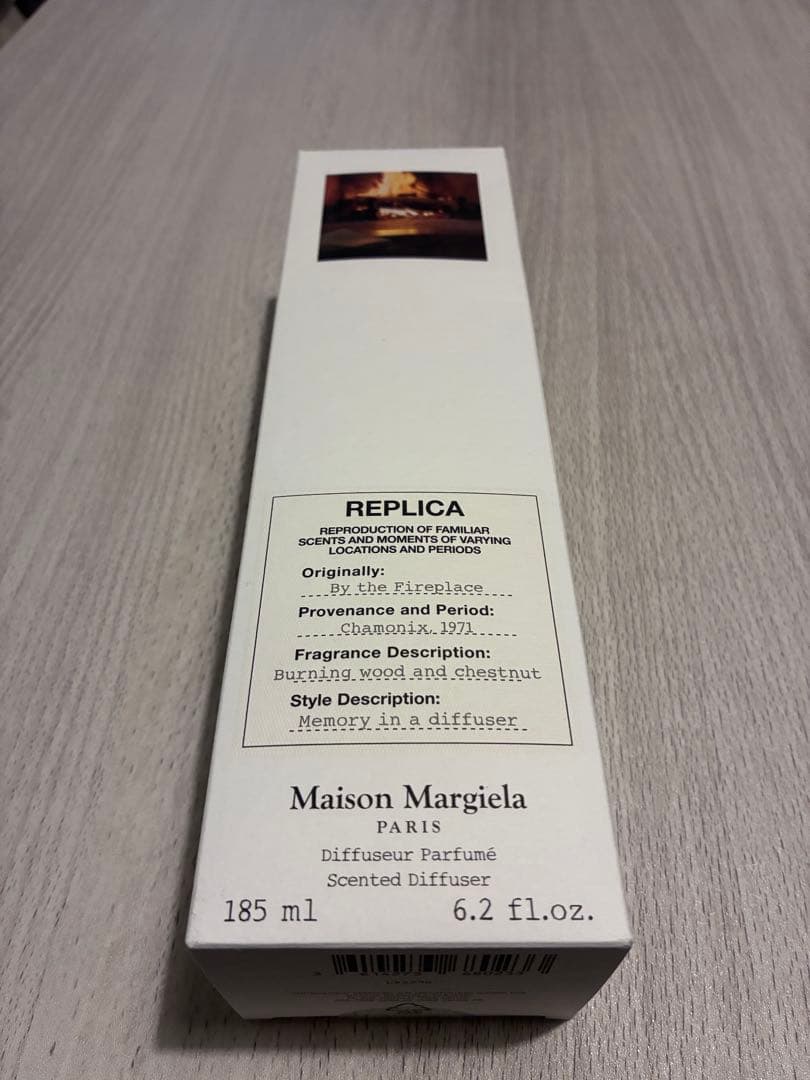 REPLICA
REPRODUCTION OF FAMILIAR
SCENTS AND MOMENTS OF VARYING
LOCATIONS AND PERIODS
Originally:
By the Fireplace
Provenance and Period:
Chamonix, 1971
Fragrance Description:
Burning wood and chestnut
Style Description:
Memory in a diffuser
Maison Margiela
PARIS
Diffuseur Parfumé
Scented Diffuser
185 ml 6.2 fl.oz.